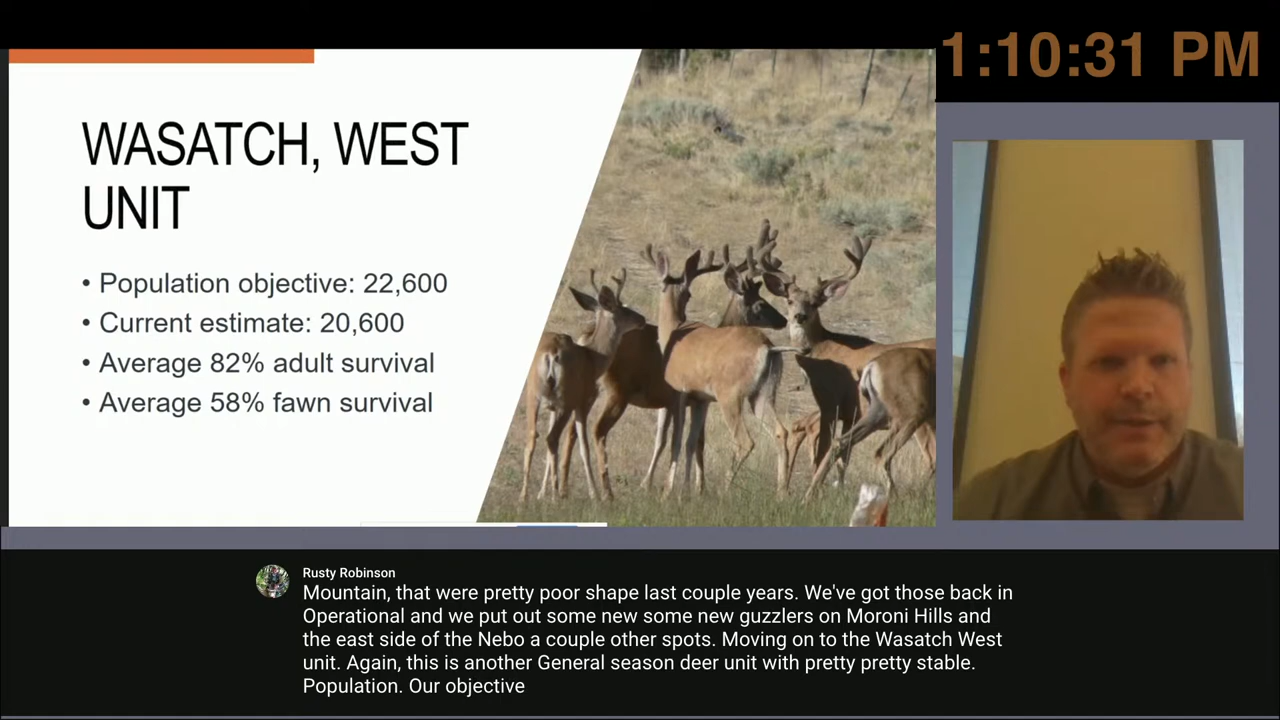 1:10:31 PM
WASATCH, WEST
UNIT
• Population objective: 22,600
• Current estimate: 20,600
• Average 82% adult survival
• Average 58% fawn survival
Rusty Robinson
Mountain, that were pretty poor shape last couple years. We've got those back in
Operational and we put out some new some new guzzlers on Moroni Hills and
the east side of the Nebo a couple other spots. Moving on to the Wasatch West
unit. Again, this is another General season deer unit with pretty pretty stable.
Population. Our objective